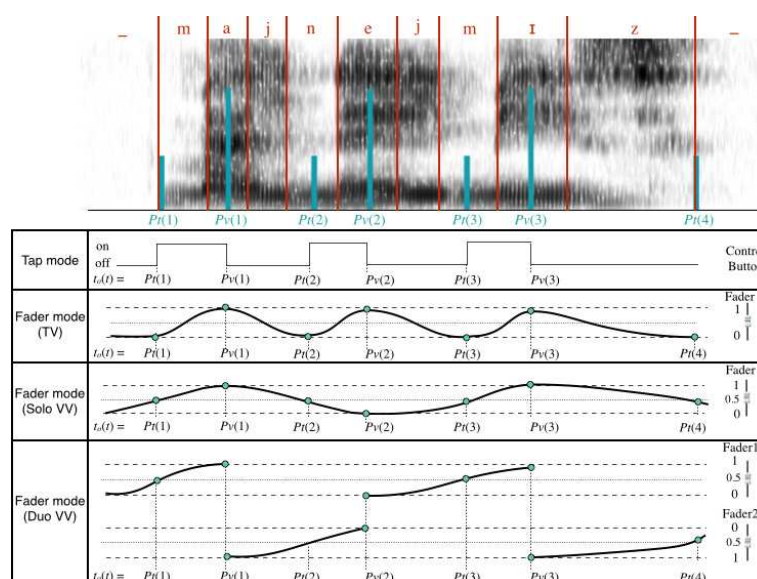 _ m a j n e j m ɪ z _
Pt(1) Pv(1) Pt(2) Pv(2) Pt(3) Pv(3) Pt(4)
Tap mode
on
off
Contro
Butto
tₒ(t) = Pt(1) Pv(1) Pt(2) Pv(2) Pt(3) Pv(3)
Fader mode
(TV)
Fader
1
0
tₒ(t) = Pt(1) Pv(1) Pt(2) Pv(2) Pt(3) Pv(3) Pt(4)
Fader mode
(Solo VV)
Fader
1
0.5
0
tₒ(t) = Pt(1) Pv(1) Pt(2) Pv(2) Pt(3) Pv(3) Pt(4)
Fader mode
(Duo VV)
Fader1
1
0.5
0
Fader2
0
0.5
1
tₒ(t) = Pt(1) Pv(1) Pt(2) Pv(2) Pt(3) Pv(3) Pt(4)